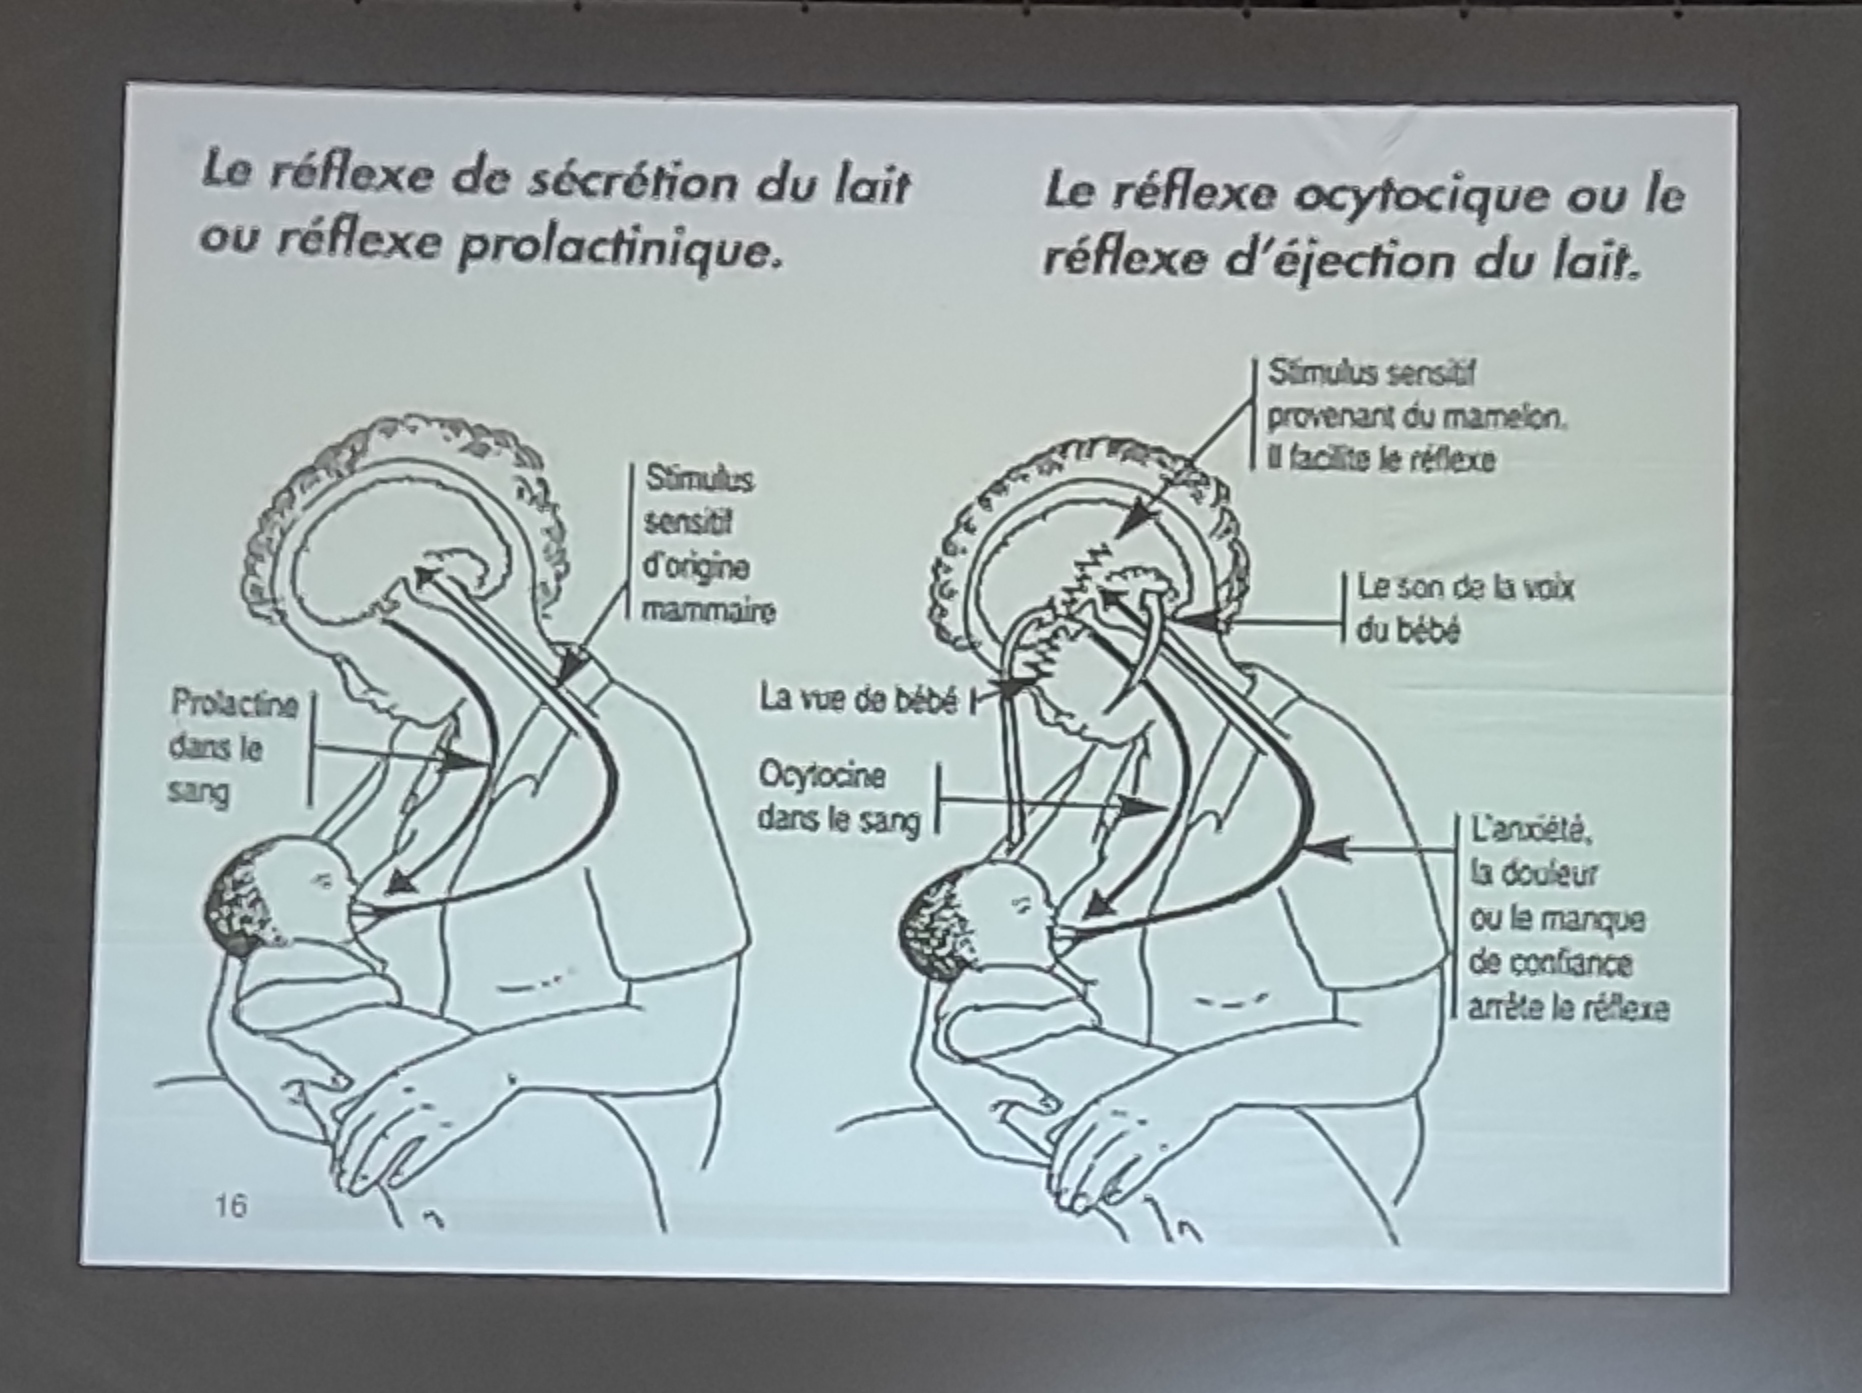 Le réflexe de sécrétion du lait
ou réflexe prolactinique.
Stimulus
sensitif
d'origine
mammaire
Prolactine
dans le
sang
16
Le réflexe ocytocique ou le
réflexe d'éjection du lait.
Stimulus sensitif
provenant du mamelon.
Il facilite le réflexe
Le son de la voix
du bébé
La vue de bébé
Ocytocine
dans le sang
L'anxiété,
la douleur
ou le manque
de confiance
arrête le réflexe